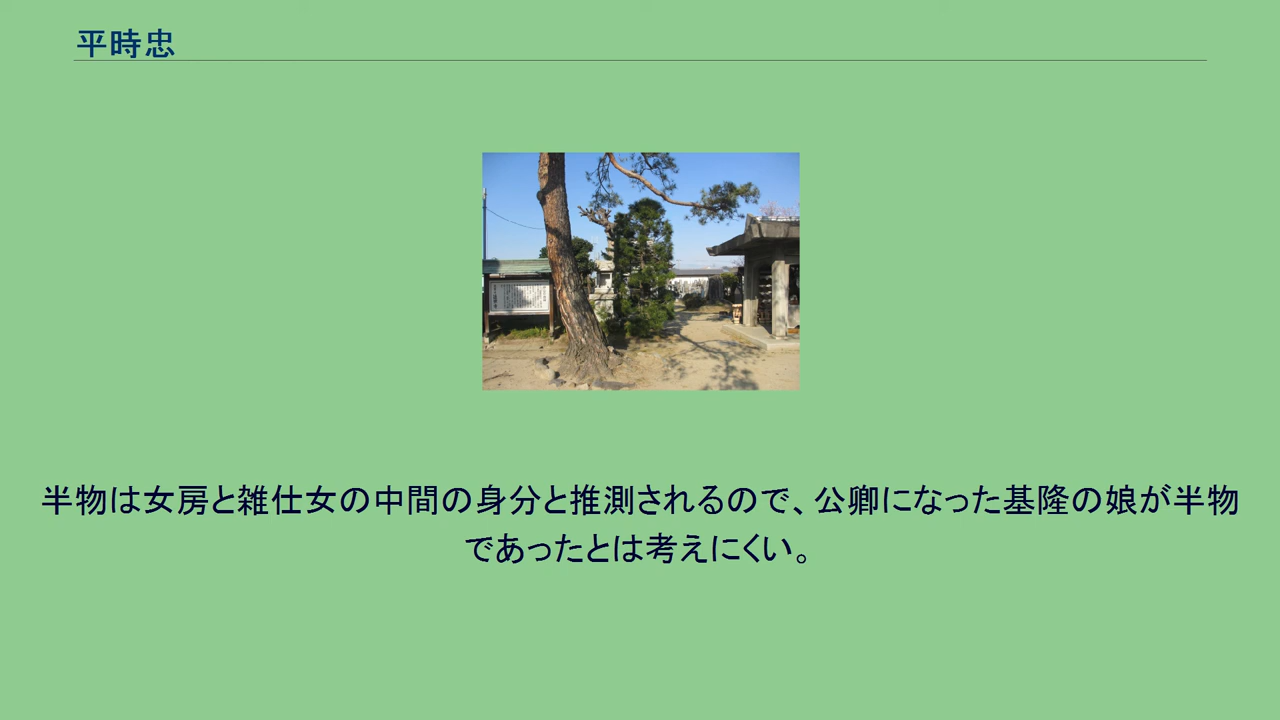 平時忠
半物は女房と雑仕女の中間の身分と推測されるので、公卿になった基隆の娘が半物
であったとは考えにくい。